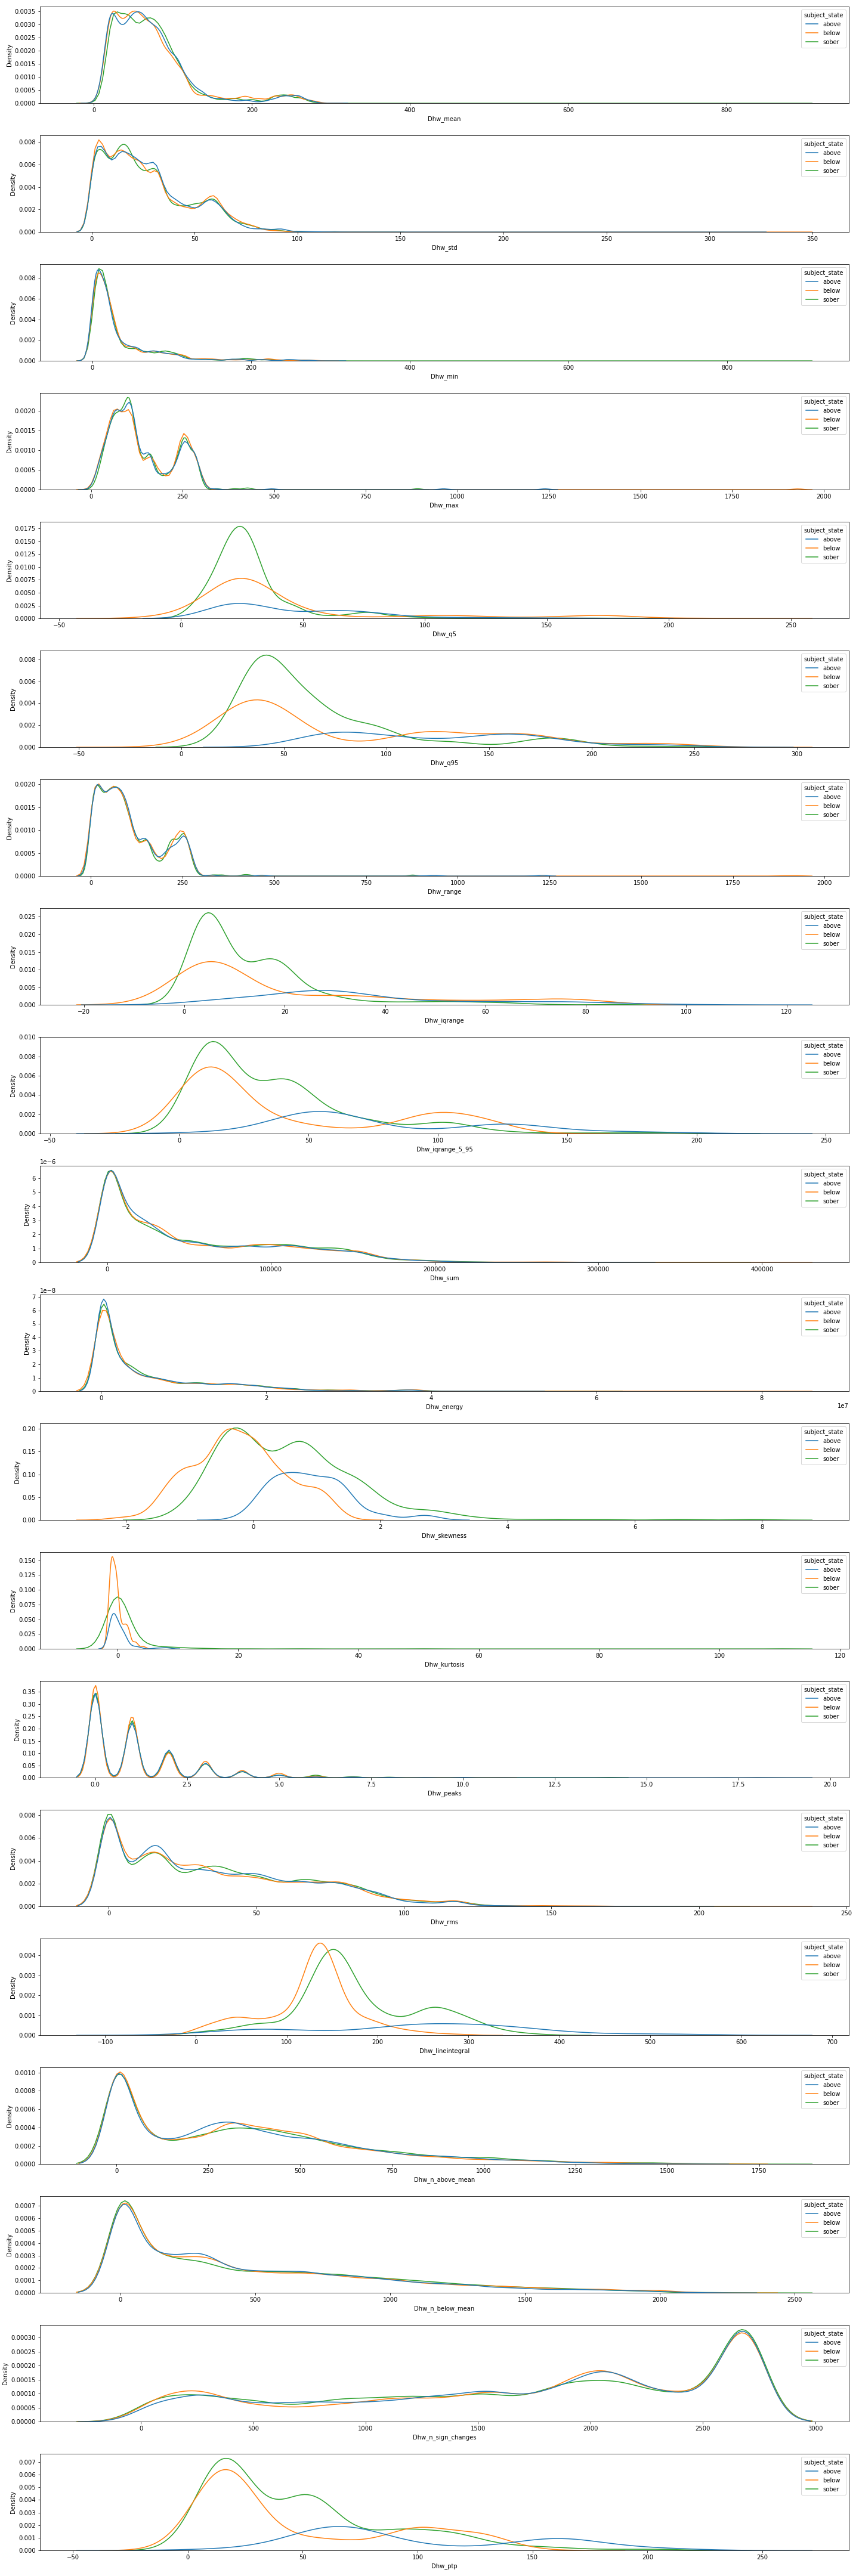 subject_state
above
below
sober
0.0035
0.0030
0.0025
0.0020
0.0015
0.0010
0.0005
0.0000
Density
0 200 400 600 800
Dhw_mean
subject_state
above
below
sober
0.008
0.006
0.004
0.002
0.000
Density
0 50 100 150 200 250 300 350
Dhw_std
subject_state
above
below
sober
0.008
0.006
0.004
0.002
0.000
Density
0 200 400 600 800
Dhw_min
subject_state
above
below
sober
0.0020
0.0015
0.0010
0.0005
0.0000
Density
0 250 500 750 1000 1250 1500 1750 2000
Dhw_max
subject_state
above
below
sober
0.0175
0.0150
0.0125
0.0100
0.0075
0.0050
0.0025
0.0000
Density
−50 0 50 100 150 200 250
Dhw_q5
subject_state
above
below
sober
0.008
0.006
0.004
0.002
0.000
Density
−50 0 50 100 150 200 250 300
Dhw_q95
subject_state
above
below
sober
0.0020
0.0015
0.0010
0.0005
0.0000
Density
0 250 500 750 1000 1250 1500 1750 2000
Dhw_range
subject_state
above
below
sober
0.025
0.020
0.015
0.010
0.005
0.000
Density
−20 0 20 40 60 80 100 120
Dhw_iqrange
subject_state
above
below
sober
0.010
0.008
0.006
0.004
0.002
0.000
Density
−50 0 50 100 150 200 250
Dhw_iqrange_5_95
1e−6
subject_state
above
below
sober
6
5
4
3
2
1
0
Density
0 100000 200000 300000 400000
Dhw_sum
1e−8
subject_state
above
below
sober
7
6
5
4
3
2
1
0
Density
0 2 4 6 8
1e7
Dhw_energy
subject_state
above
below
sober
0.20
0.15
0.10
0.05
0.00
Density
−2 0 2 4 6 8
Dhw_skewness
subject_state
above
below
sober
0.150
0.125
0.100
0.075
0.050
0.025
0.000
Density
0 20 40 60 80 100 120
Dhw_kurtosis
subject_state
above
below
sober
0.35
0.30
0.25
0.20
0.15
0.10
0.05
0.00
Density
0.0 2.5 5.0 7.5 10.0 12.5 15.0 17.5 20.0
Dhw_peaks
subject_state
above
below
sober
0.008
0.006
0.004
0.002
0.000
Density
0 50 100 150 200 250
Dhw_rms
subject_state
above
below
sober
0.004
0.003
0.002
0.001
0.000
Density
−100 0 100 200 300 400 500 600 700
Dhw_lineintegral
subject_state
above
below
sober
0.0010
0.0008
0.0006
0.0004
0.0002
0.0000
Density
0 250 500 750 1000 1250 1500 1750
Dhw_n_above_mean
subject_state
above
below
sober
0.0007
0.0006
0.0005
0.0004
0.0003
0.0002
0.0001
0.0000
Density
0 500 1000 1500 2000 2500
Dhw_n_below_mean
subject_state
above
below
sober
0.00030
0.00025
0.00020
0.00015
0.00010
0.00005
0.00000
Density
0 500 1000 1500 2000 2500 3000
Dhw_n_sign_changes
subject_state
above
below
sober
0.007
0.006
0.005
0.004
0.003
0.002
0.001
0.000
Density
−50 0 50 100 150 200 250
Dhw_ptp